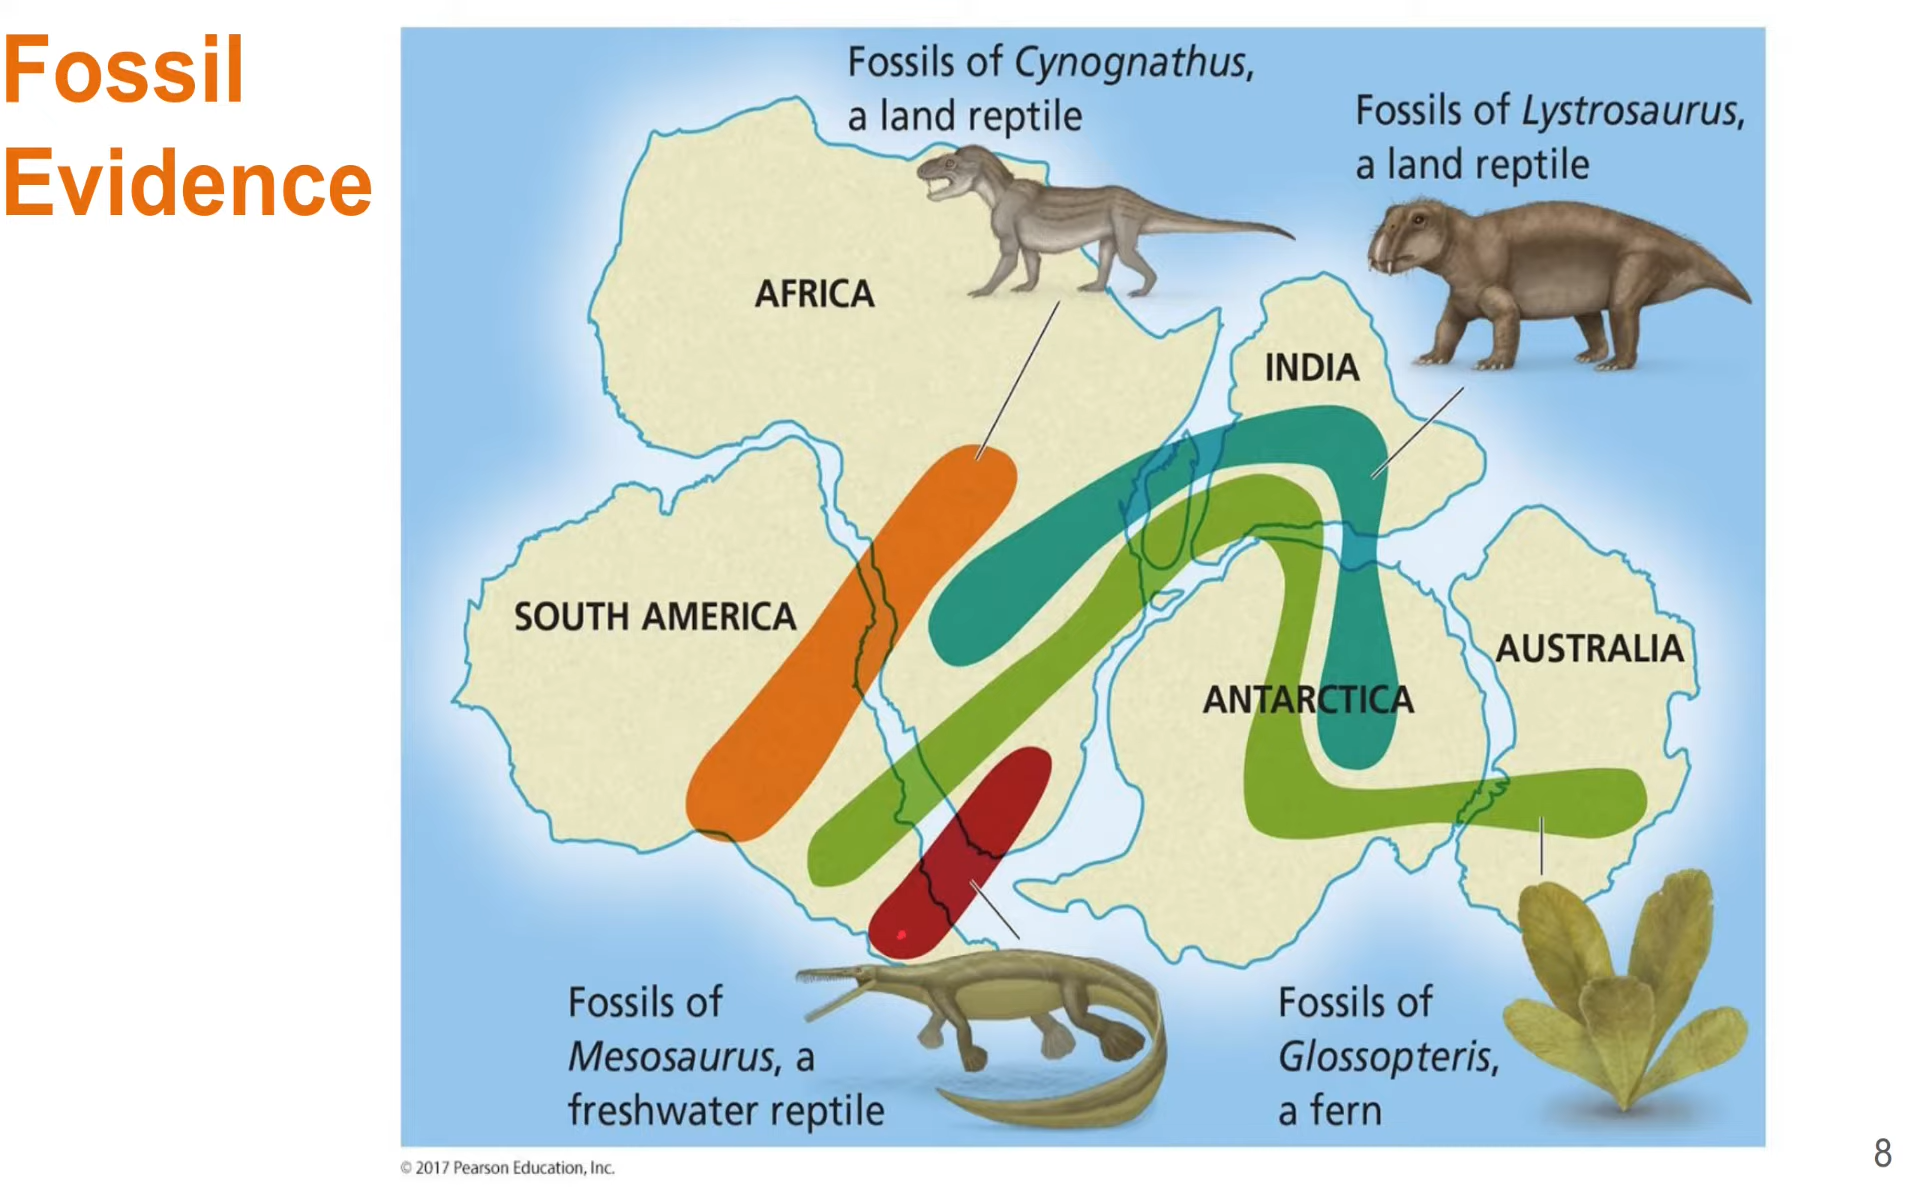 Fossil
Evidence
Fossils of Cynognathus,
a land reptile
Fossils of Lystrosaurus,
a land reptile
AFRICA
INDIA
SOUTH AMERICA
AUSTRALIA
ANTARCTICA
Fossils of
Mesosaurus, a
freshwater reptile
Fossils of
Glossopteris,
a fern
© 2017 Pearson Education, Inc.
8